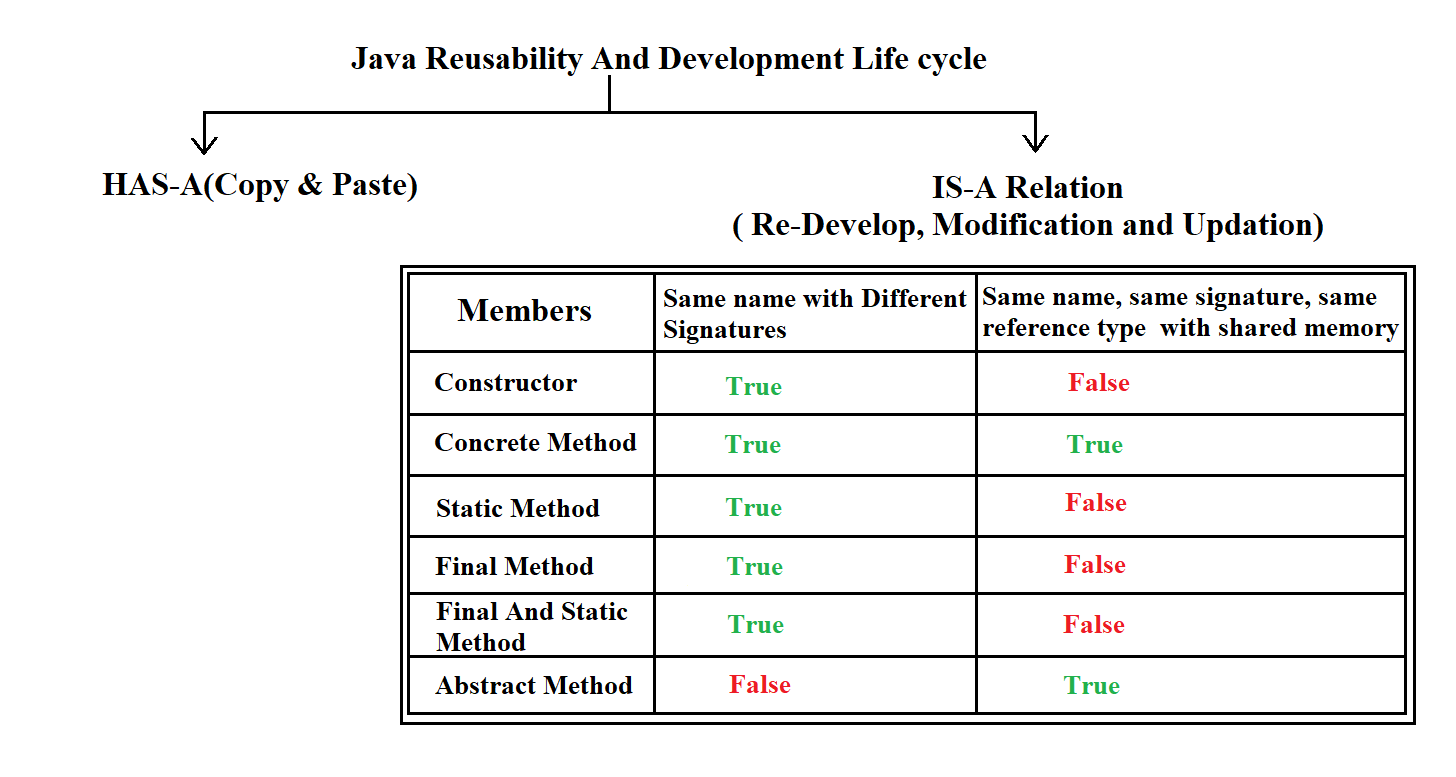 Java Reusability And Development Life cycle
HAS-A(Copy & Paste)
IS-A Relation
( Re-Develop, Modification and Updation)
Members
Same name with Different
Signatures
Same name, same signature, same
reference type with shared memory
Constructor
True
False
Concrete Method
True
True
Static Method
True
False
Final Method
True
False
Final And Static
Method
True
False
Abstract Method
False
True